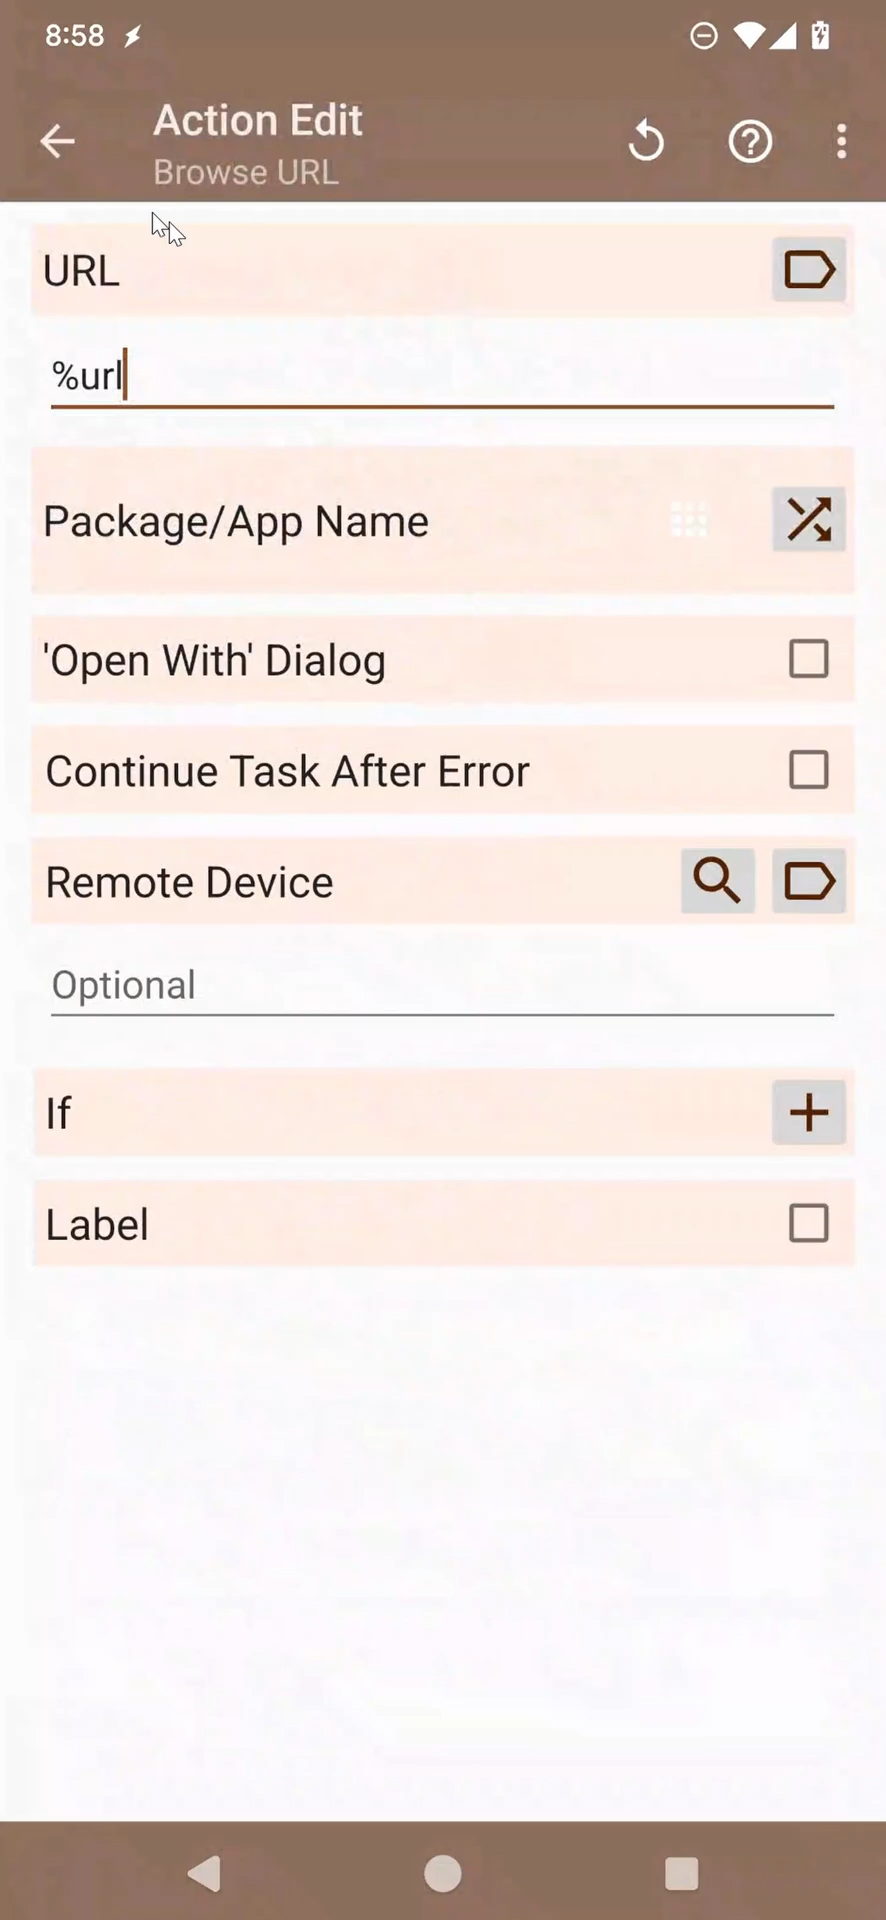 8:58
Action Edit
Browse URL
URL
%url
Package/App Name
'Open With' Dialog
Continue Task After Error
Remote Device
Optional
If
Label